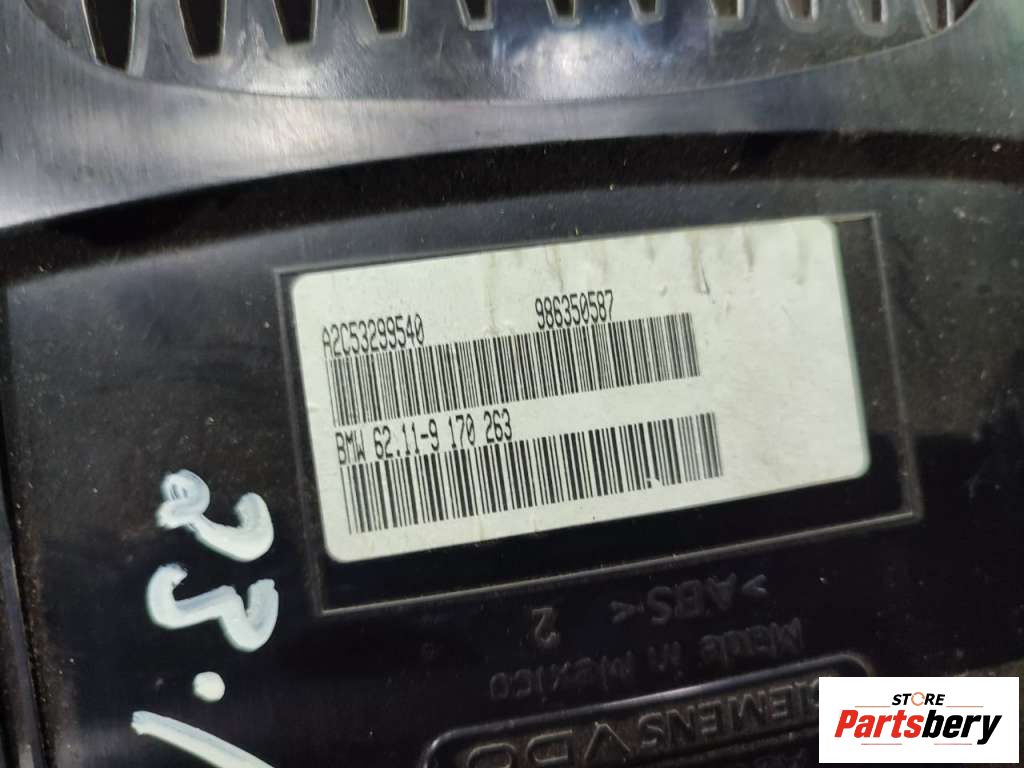 A2C53299540 986350587
BMW 62.11-9 170 263
>ABS<
2
Made in Mexico
SIEMENS VDO
STORE
Partsbery